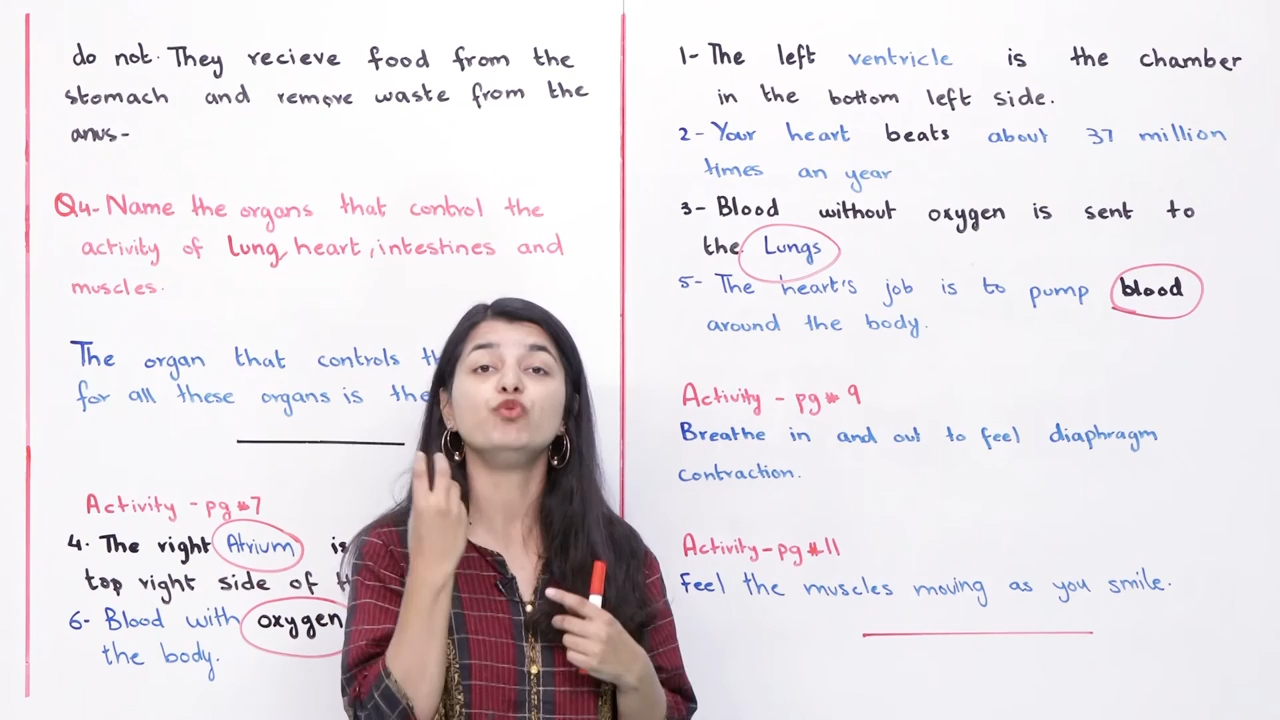 do not. They recieve food from the
stomach and remove waste from the
anus-
Q4- Name the organs that control the
activity of lung, heart, intestines and
muscles.
The organ that controls
for all these organs is the
Activity - pg#7
4. The right Atrium is
top right side of
6- Blood with oxygen
the body.
1- The left ventricle is the chamber
in the bottom left side.
2- Your heart beats about 37 million
times an year
3- Blood without oxygen is sent to
the Lungs
5- The heart's job is to pump blood
around the body.
Activity - pg#9
Breathe in and out to feel diaphragm
contraction.
Activity-pg#11
Feel the muscles moving as you smile.